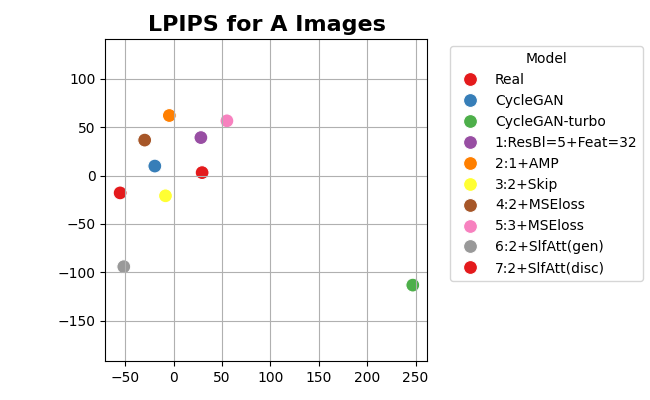 LPIPS for A Images
100
50
0
−50
−100
−150
−50 0 50 100 150 200 250
Model
Real
CycleGAN
CycleGAN-turbo
1:ResBl=5+Feat=32
2:1+AMP
3:2+Skip
4:2+MSEloss
5:3+MSEloss
6:2+SlfAtt(gen)
7:2+SlfAtt(disc)